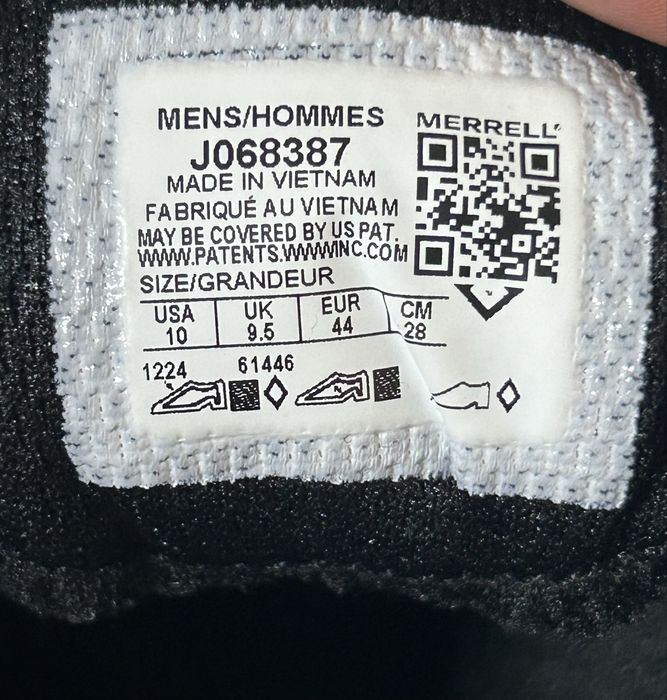 MENS/HOMMES
MERRELL
J068387
MADE IN VIETNAM
FABRIQUÉ AU VIETNAM
MAY BE COVERED BY US PAT.
WWW.PATENTS.WWWINC.COM
SIZE/GRANDEUR
USA UK EUR CM
10 9.5 44 28
1224 61446